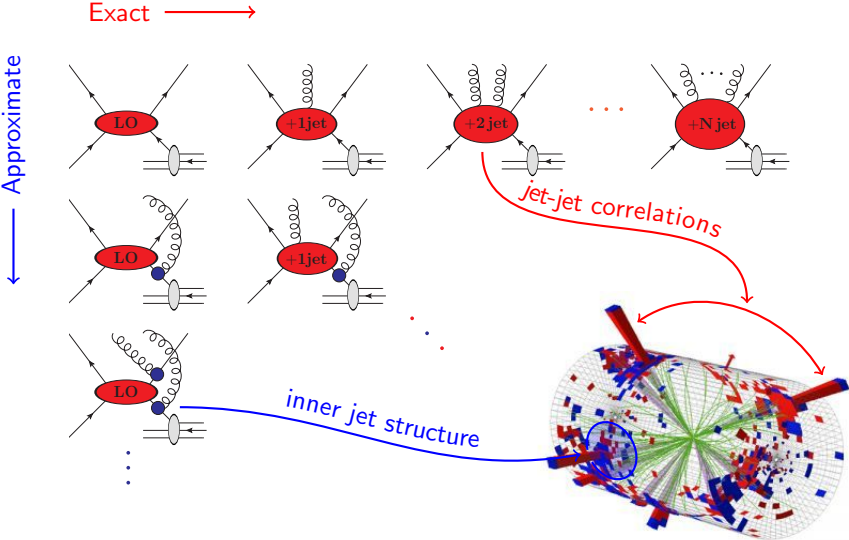 Exact
Approximate
LO
+1jet
+2 jet
+N jet
jet-jet correlations
LO
+1jet
LO
inner jet structure